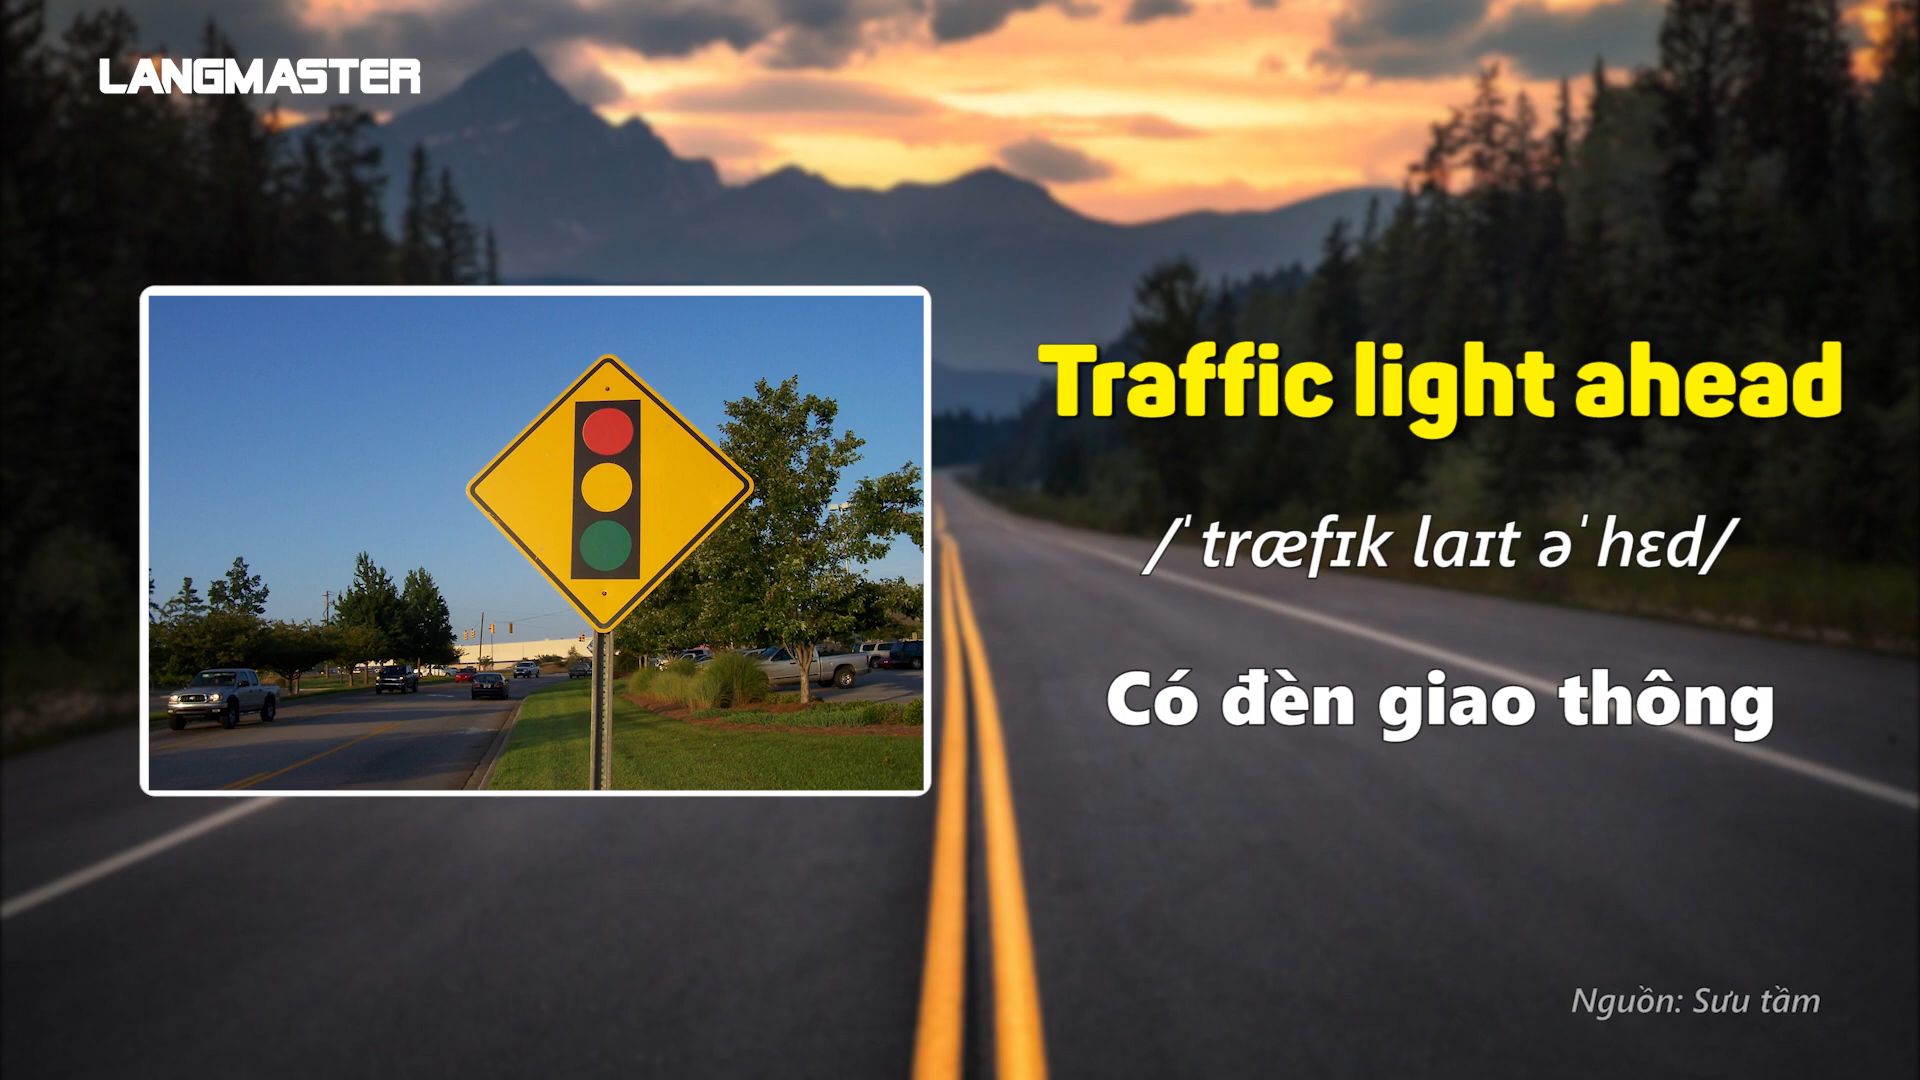 LANGMASTER
Traffic light ahead
/ˈtræfɪk laɪt əˈhɛd/
Có đèn giao thông
Nguồn: Sưu tầm